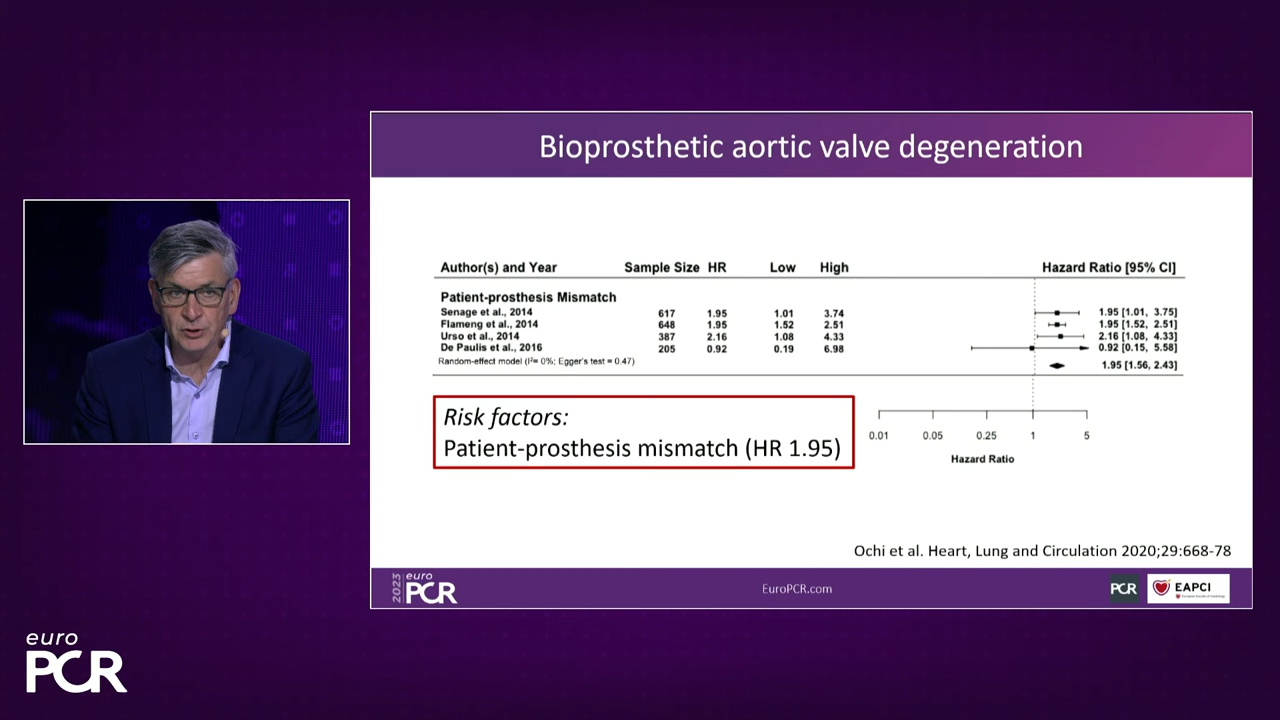 Bioprosthetic aortic valve degeneration
Author(s) and Year Sample Size HR Low High Hazard Ratio [95% CI]
Patient-prosthesis Mismatch
Senage et al., 2014 617 1.95 1.01 3.74 1.95 [1.01, 3.75]
Flameng et al., 2014 648 1.95 1.52 2.51 1.95 [1.52, 2.51]
Urso et al., 2014 387 2.16 1.08 4.33 2.16 [1.08, 4.33]
De Paulis et al., 2016 205 0.92 0.19 6.98 0.92 [0.15, 5.58]
Random-effect model (I²= 0%; Egger's test = 0.47) 1.95 [1.56, 2.43]
Risk factors:
Patient-prosthesis mismatch (HR 1.95)
0.01 0.05 0.25 1 5
Hazard Ratio
Ochi et al. Heart, Lung and Circulation 2020;29:668-78
2023 euro
PCR
EuroPCR.com
PCR
EAPCI
euro
PCR